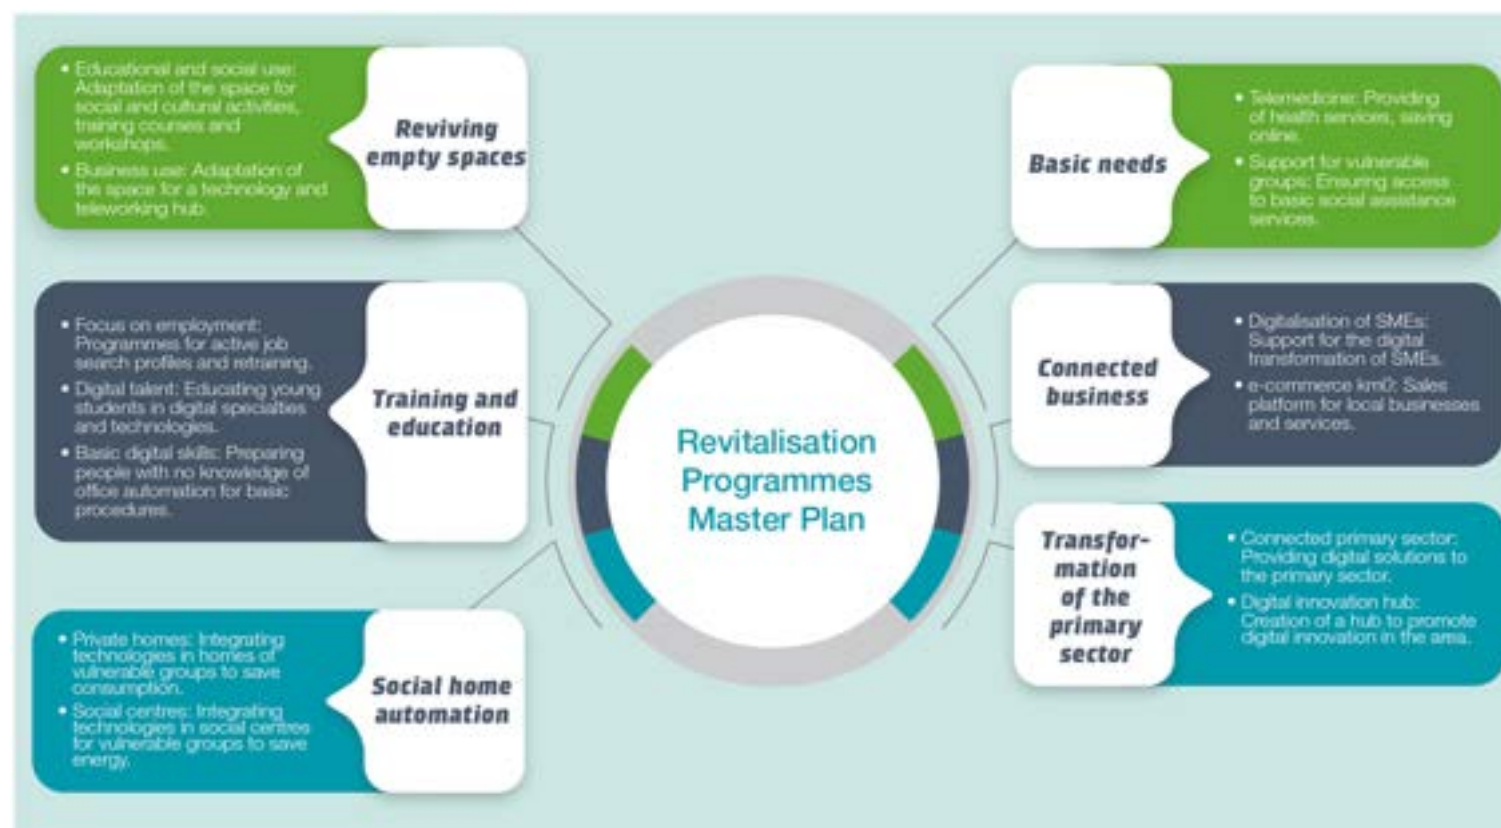 • Educational and social use:
Adaptation of the space for
social and cultural activities,
training courses and
workshops.
• Business use: Adaptation of
the space for a technology and
teleworking hub.
Reviving
empty spaces
• Focus on employment:
Programmes for active job
search profiles and retraining.
• Digital talent: Educating young
students in digital specialties
and technologies.
• Basic digital skills: Preparing
people with no knowledge of
office automation for basic
procedures.
Training and
education
• Private homes: Integrating
technologies in homes of
vulnerable groups to save
consumption.
• Social centres: Integrating
technologies in social centres
for vulnerable groups to save
energy.
Social home
automation
Revitalisation
Programmes
Master Plan
Basic needs
• Telemedicine: Providing
of health services, saving
online.
• Support for vulnerable
groups: Ensuring access
to basic social assistance
services.
Connected
business
• Digitalisation of SMEs:
Support for the digital
transformation of SMEs.
• e-commerce km0: Sales
platform for local businesses
and services.
Transfor-
mation
of the
primary
sector
• Connected primary sector:
Providing digital solutions to
the primary sector.
• Digital innovation hub:
Creation of a hub to promote
digital innovation in the area.